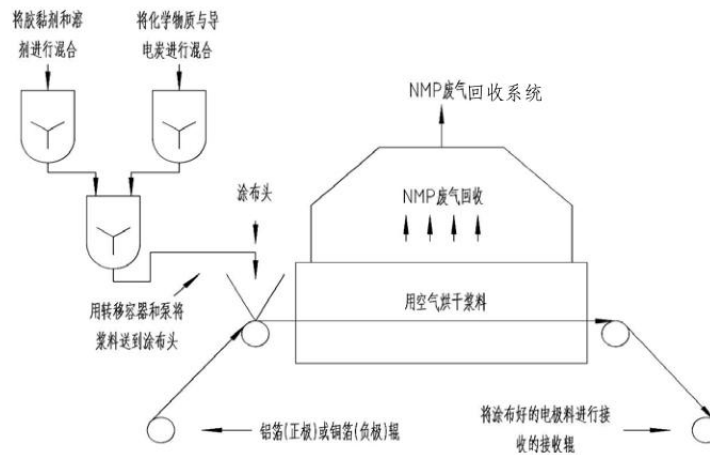 将胶黏剂和溶
剂进行混合
将化学物质与导
电炭进行混合
NMP废气回收系统
涂布头
NMP废气回收
用转移容器和泵将
浆料送到涂布头
用空气烘干浆料
铝箔(正极)或铜箔(负极)辊
将涂布好的电极料进行接
收的接收辊